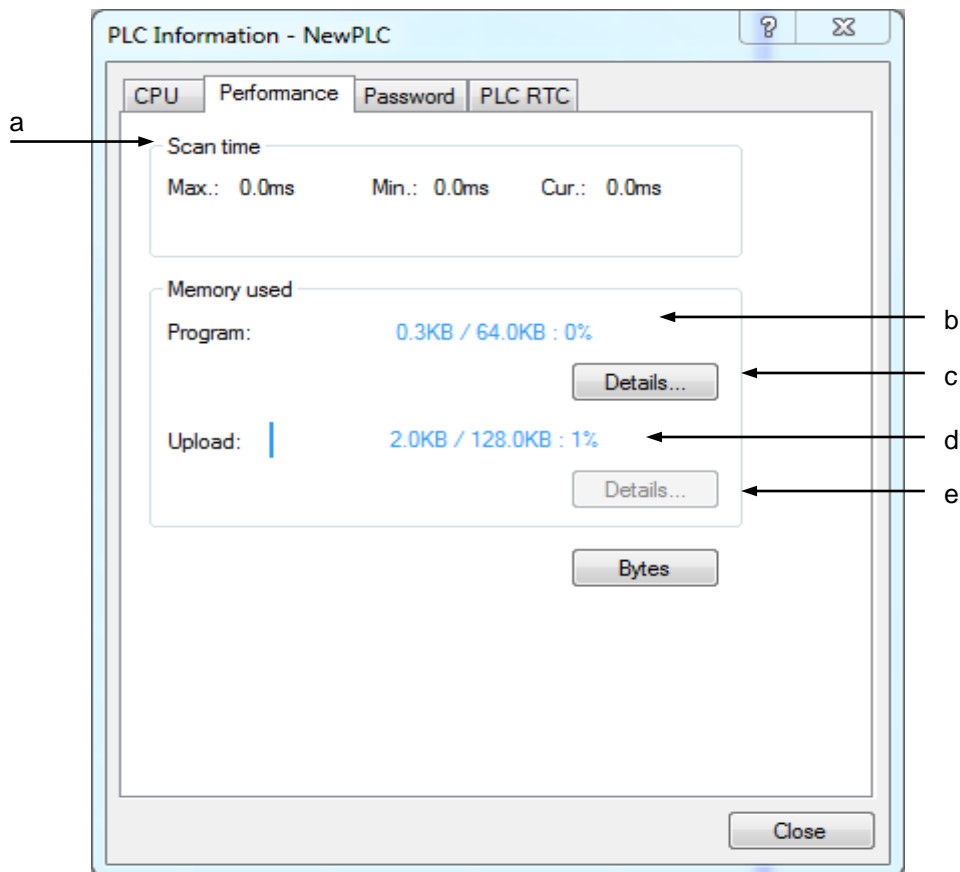 PLC Information - NewPLC
CPU Performance Password PLC RTC
a
Scan time
Max.: 0.0ms Min.: 0.0ms Cur.: 0.0ms
Memory used
Program: 0.3KB / 64.0KB : 0%
b
Details...
c
Upload: 2.0KB / 128.0KB : 1%
d
Details...
e
Bytes
Close